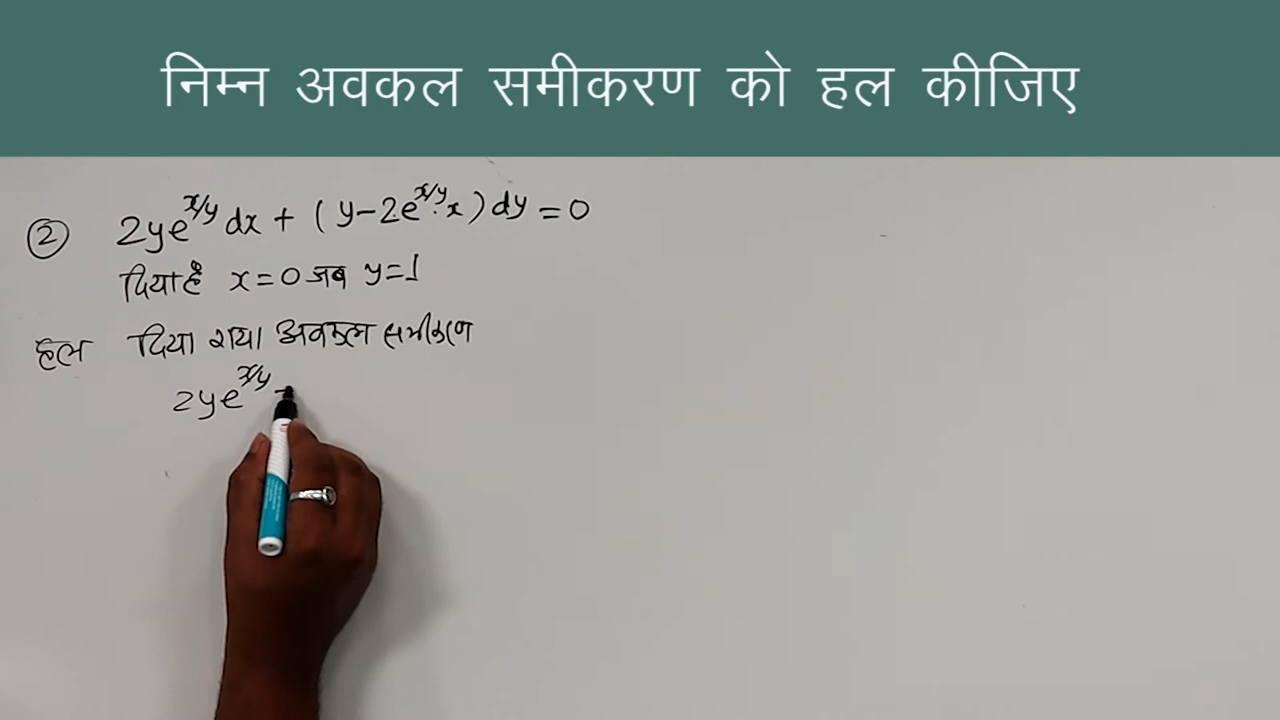 निम्न अवकल समीकरण को हल कीजिए
② 2ye^{x/y} dx + (y-2e^{x/y}.x) dy = 0
दिया है x=0 जब y=1
हल दिया गया अवकल समीकरण
2ye^{x/y}